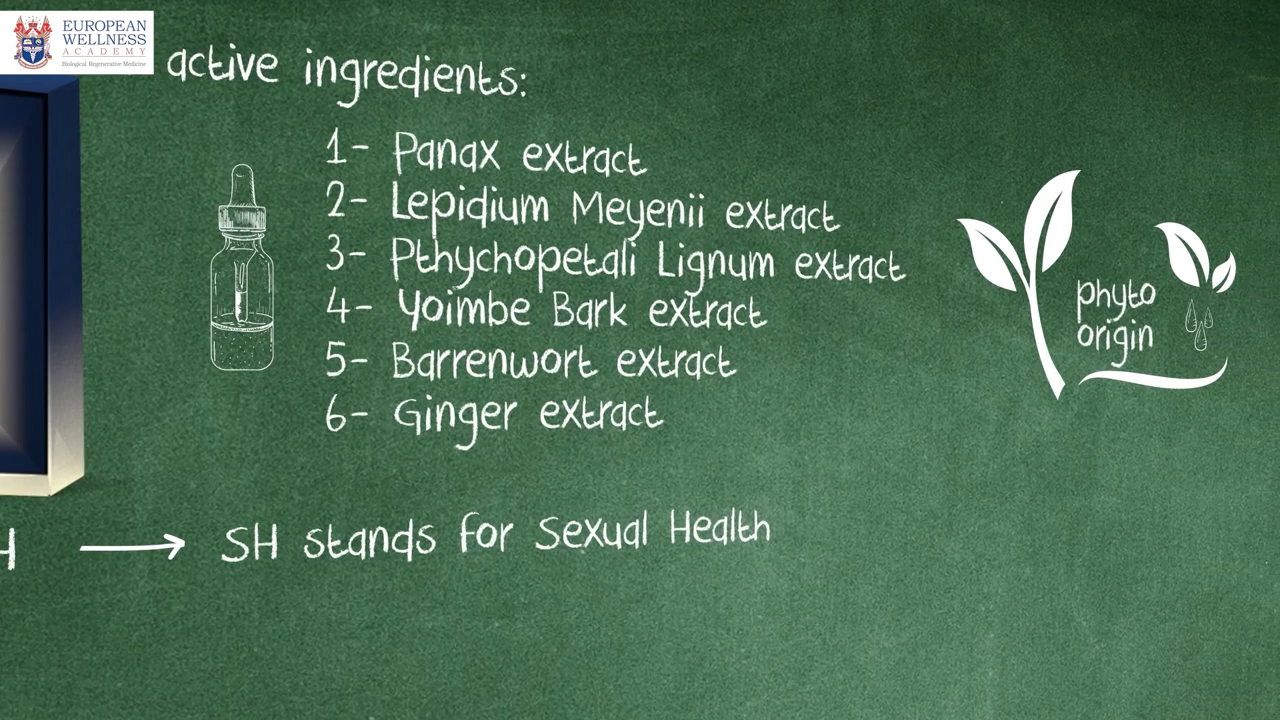 EUROPEAN
WELLNESS
ACADEMY
Biological Regenerative Medicine
active ingredients:
1- Panax extract
2- Lepidium Meyenii extract
3- Pthychopetali Lignum extract
4- Yoimbe Bark extract
5- Barrenwort extract
6- Ginger extract
phyto
origin
H → SH stands for Sexual Health